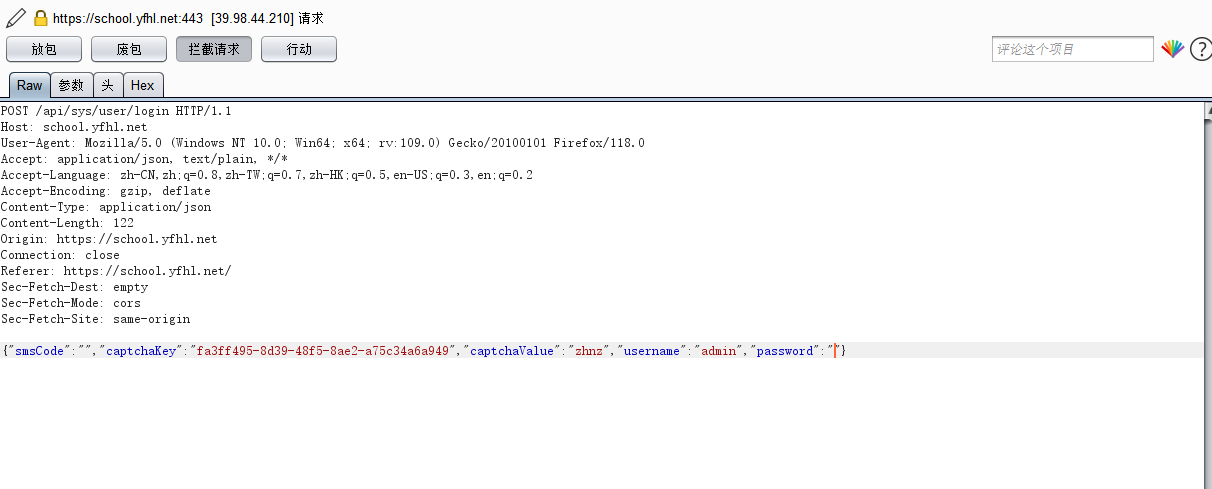 https://school.yfhl.net:443 [39.98.44.210] 请求
放包 废包 拦截请求 行动 评论这个项目 ?
Raw 参数 头 Hex
POST /api/sys/user/login HTTP/1.1
Host: school.yfhl.net
User-Agent: Mozilla/5.0 (Windows NT 10.0; Win64; x64; rv:109.0) Gecko/20100101 Firefox/118.0
Accept: application/json, text/plain, */*
Accept-Language: zh-CN,zh;q=0.8,zh-TW;q=0.7,zh-HK;q=0.5,en-US;q=0.3,en;q=0.2
Accept-Encoding: gzip, deflate
Content-Type: application/json
Content-Length: 122
Origin: https://school.yfhl.net
Connection: close
Referer: https://school.yfhl.net/
Sec-Fetch-Dest: empty
Sec-Fetch-Mode: cors
Sec-Fetch-Site: same-origin
{"smsCode":"","captchaKey":"fa3ff495-8d39-48f5-8ae2-a75c34a6a949","captchaValue":"zhnz","username":"admin","password":""}